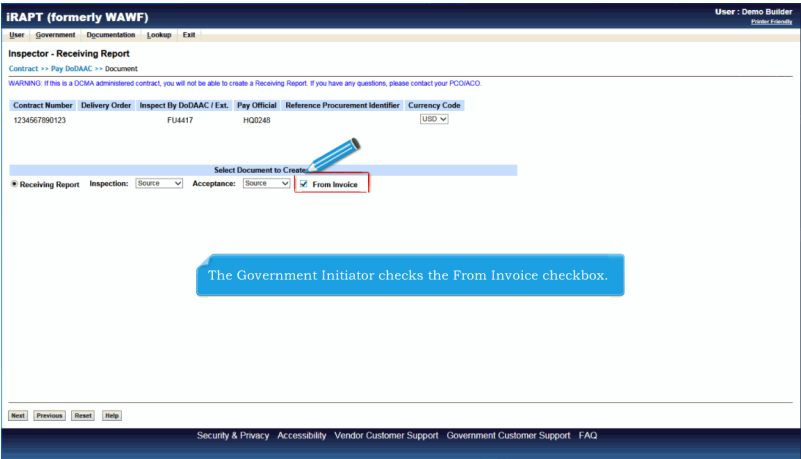 iRAPT (formerly WAWF)
User : Demo Builder
Printer Friendly
User Government Documentation Lookup Exit
Inspector - Receiving Report
Contract >> Pay DoDAAC >> Document
WARNING: If this is a DCMA administered contract, you will not be able to create a Receiving Report. If you have any questions, please contact your PCO/ACO.
Contract Number Delivery Order Inspect By DoDAAC / Ext. Pay Official Reference Procurement Identifier Currency Code
1234567890123 FU4417 HQ0248 USD
Select Document to Create
Receiving Report Inspection: Source Acceptance: Source From Invoice
The Government Initiator checks the From Invoice checkbox.
Next Previous Reset Help
Security & Privacy Accessibility Vendor Customer Support Government Customer Support FAQ